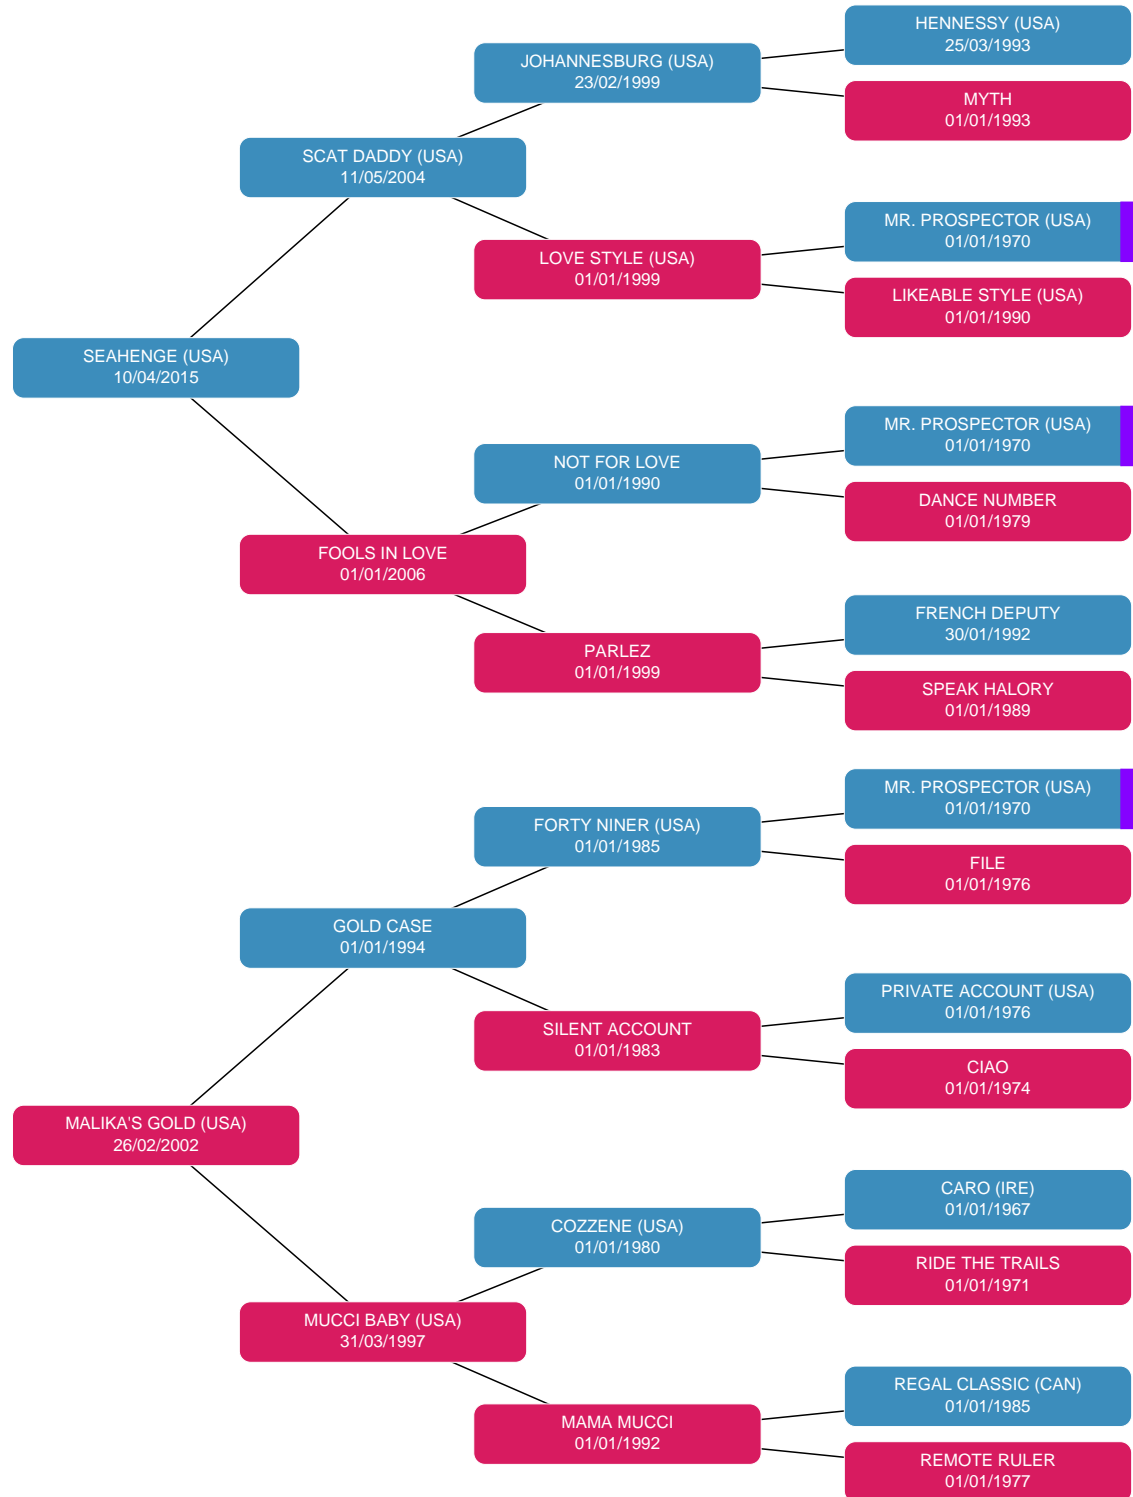 HENNESSY (USA)
25/03/1993
JOHANNESBURG (USA)
23/02/1999
MYTH
01/01/1993
SCAT DADDY (USA)
11/05/2004
MR. PROSPECTOR (USA)
01/01/1970
LOVE STYLE (USA)
01/01/1999
LIKEABLE STYLE (USA)
01/01/1990
SEAHENGE (USA)
10/04/2015
MR. PROSPECTOR (USA)
01/01/1970
NOT FOR LOVE
01/01/1990
DANCE NUMBER
01/01/1979
FOOLS IN LOVE
01/01/2006
FRENCH DEPUTY
30/01/1992
PARLEZ
01/01/1999
SPEAK HALORY
01/01/1989
MR. PROSPECTOR (USA)
01/01/1970
FORTY NINER (USA)
01/01/1985
FILE
01/01/1976
GOLD CASE
01/01/1994
PRIVATE ACCOUNT (USA)
01/01/1976
SILENT ACCOUNT
01/01/1983
CIAO
01/01/1974
MALIKA'S GOLD (USA)
26/02/2002
CARO (IRE)
01/01/1967
COZZENE (USA)
01/01/1980
RIDE THE TRAILS
01/01/1971
MUCCI BABY (USA)
31/03/1997
REGAL CLASSIC (CAN)
01/01/1985
MAMA MUCCI
01/01/1992
REMOTE RULER
01/01/1977